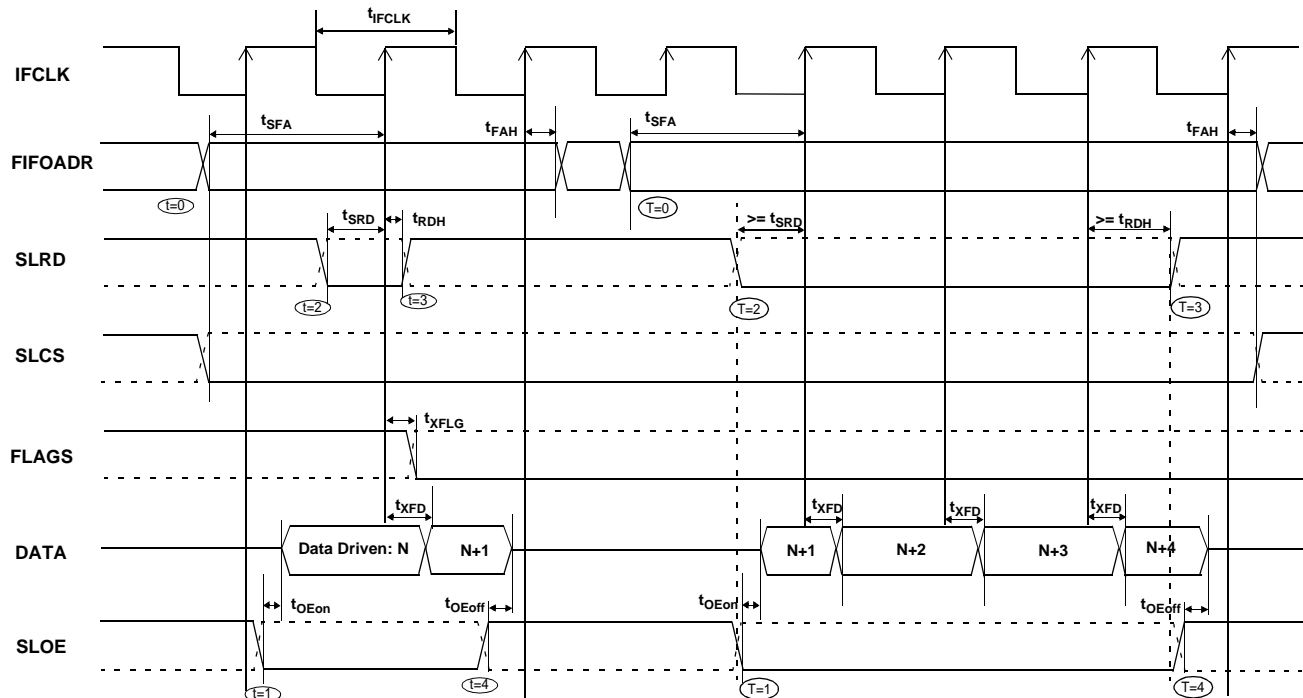 tIFCLK
IFCLK
tSFA
tFAH
tSFA
tFAH
FIFOADR
t=0
T=0
tSRD
tRDH
>= tSRD
>= tRDH
SLRD
t=2
t=3
T=2
T=3
SLCS
tXFLG
FLAGS
tXFD
tXFD
tXFD
tXFD
DATA
Data Driven: N
N+1
N+1
N+2
N+3
N+4
tOEon
tOEoff
tOEon
tOEoff
SLOE
t=1
t=4
T=1
T=4